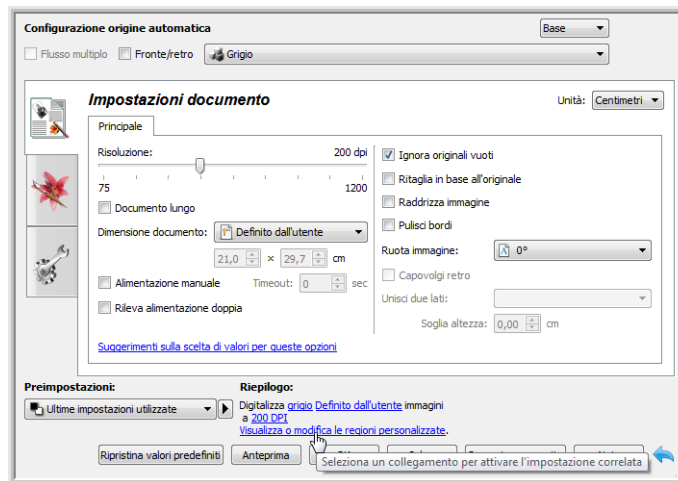 Configurazione origine automatica
Base
Flusso multiplo Fronte/retro Grigio
Impostazioni documento Unità: Centimetri
Principale
Risoluzione: 200 dpi
75 1200
Documento lungo
Dimensione documento: Definito dall'utente
21,0 × 29,7 cm
Alimentazione manuale Timeout: 0 sec
Rileva alimentazione doppia
Ignora originali vuoti
Ritaglia in base all'originale
Raddrizza immagine
Pulisci bordi
Ruota immagine: 0°
Capovolgi retro
Unisci due lati:
Soglia altezza: 0,00 cm
Suggerimenti sulla scelta di valori per queste opzioni
Preimpostazioni:
Ultime impostazioni utilizzate
Riepilogo:
Digitalizza grigio Definito dall'utente immagini
a 200 DPI
Visualizza o modifica le regioni personalizzate.
Ripristina valori predefiniti Anteprima
Seleziona un collegamento per attivare l'impostazione correlata